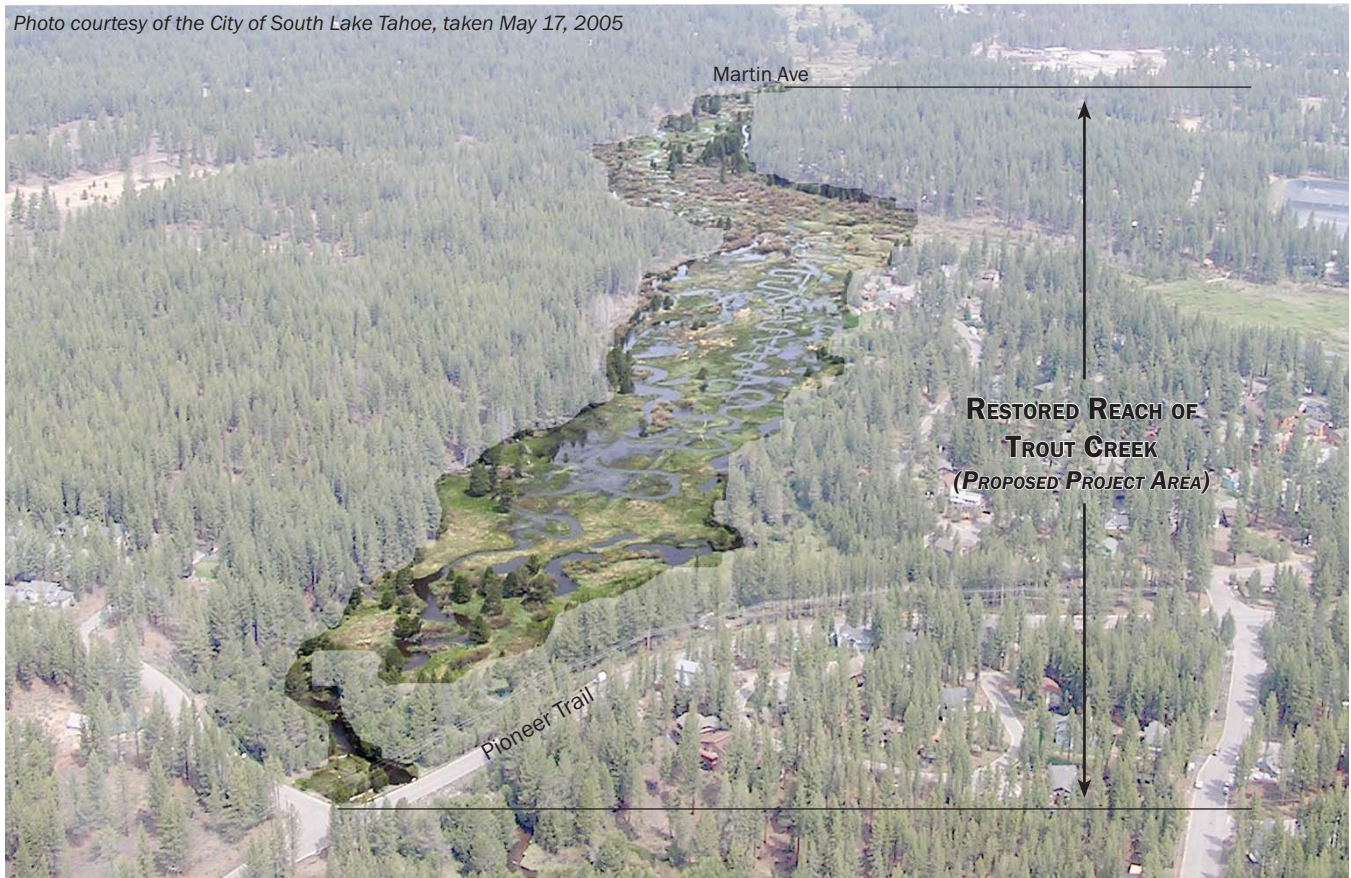 Photo courtesy of the City of South Lake Tahoe, taken May 17, 2005
Martin Ave
RESTORED REACH OF
TROUT CREEK
(PROPOSED PROJECT AREA)
Pioneer Trail